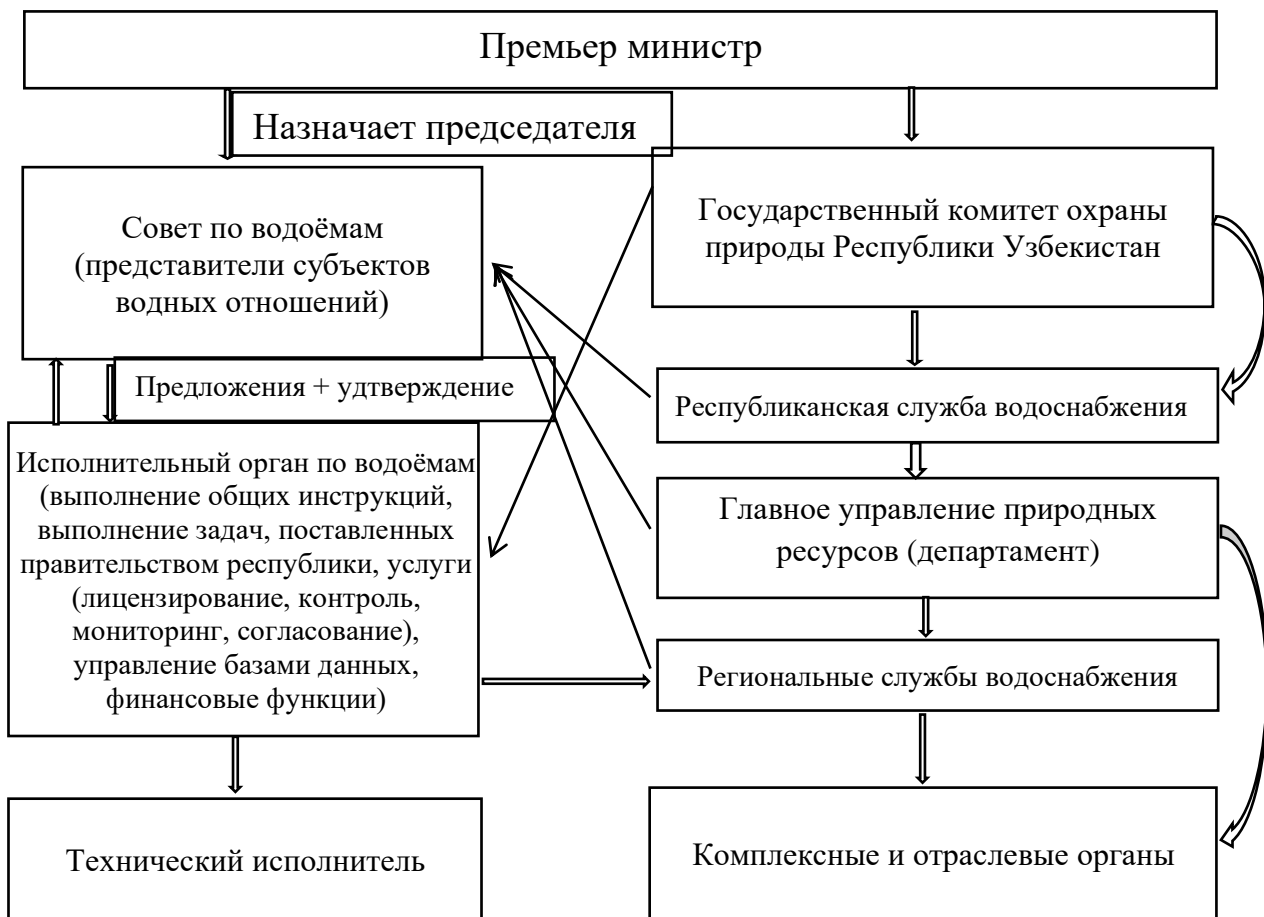 Премьер министр
Назначает председателя
Совет по водоёмам
(представители субъектов
водных отношений)
Государственный комитет охраны
природы Республики Узбекистан
Предложения + удтверждение
Республиканская служба водоснабжения
Исполнительный орган по водоёмам
(выполнение общих инструкций,
выполнение задач, поставленных
правительством республики, услуги
(лицензирование, контроль,
мониторинг, согласование),
управление базами данных,
финансовые функции)
Главное управление природных
ресурсов (департамент)
Региональные службы водоснабжения
Технический исполнитель
Комплексные и отраслевые органы